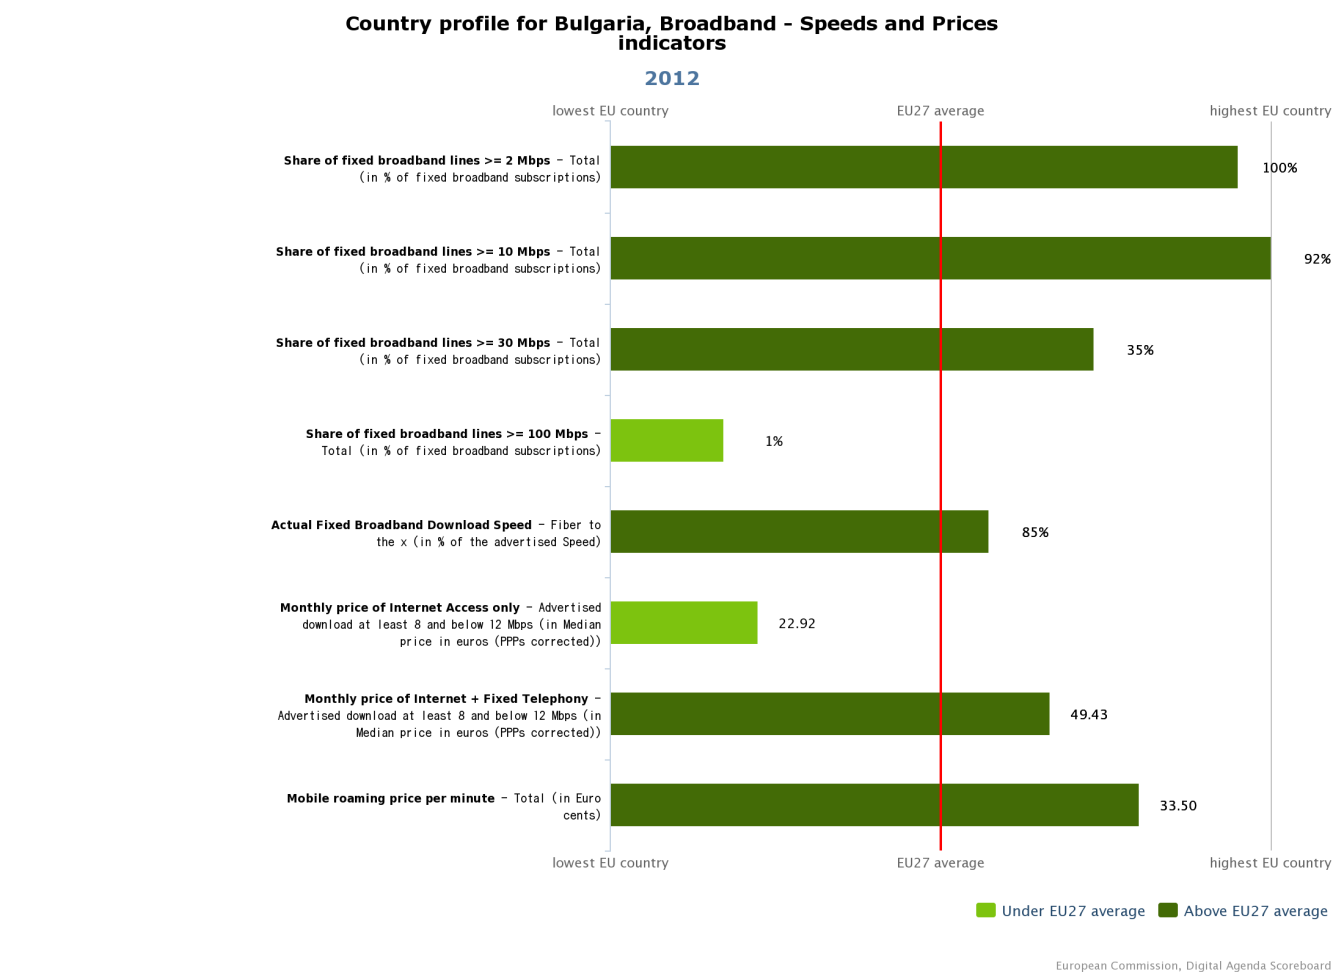 Country profile for Bulgaria, Broadband - Speeds and Prices
indicators
2012
lowest EU country
EU27 average
highest EU country
Share of fixed broadband lines >= 2 Mbps - Total
(in % of fixed broadband subscriptions)
100%
Share of fixed broadband lines >= 10 Mbps - Total
(in % of fixed broadband subscriptions)
92%
Share of fixed broadband lines >= 30 Mbps - Total
(in % of fixed broadband subscriptions)
35%
Share of fixed broadband lines >= 100 Mbps -
Total (in % of fixed broadband subscriptions)
1%
Actual Fixed Broadband Download Speed - Fiber to
the x (in % of the advertised Speed)
85%
Monthly price of Internet Access only - Advertised
download at least 8 and below 12 Mbps (in Median
price in euros (PPPs corrected))
22.92
Monthly price of Internet + Fixed Telephony -
Advertised download at least 8 and below 12 Mbps (in
Median price in euros (PPPs corrected))
49.43
Mobile roaming price per minute - Total (in Euro
cents)
33.50
lowest EU country
EU27 average
highest EU country
Under EU27 average
Above EU27 average
European Commission, Digital Agenda Scoreboard